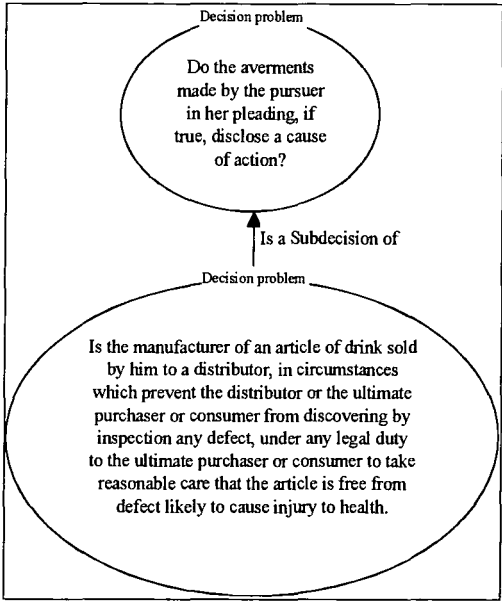 Decision problem
Do the averments
made by the pursuer
in her pleading, if
true, disclose a cause
of action?
Is a Subdecision of
Decision problem
Is the manufacturer of an article of drink sold
by him to a distributor, in circumstances
which prevent the distributor or the ultimate
purchaser or consumer from discovering by
inspection any defect, under any legal duty
to the ultimate purchaser or consumer to take
reasonable care that the article is free from
defect likely to cause injury to health.